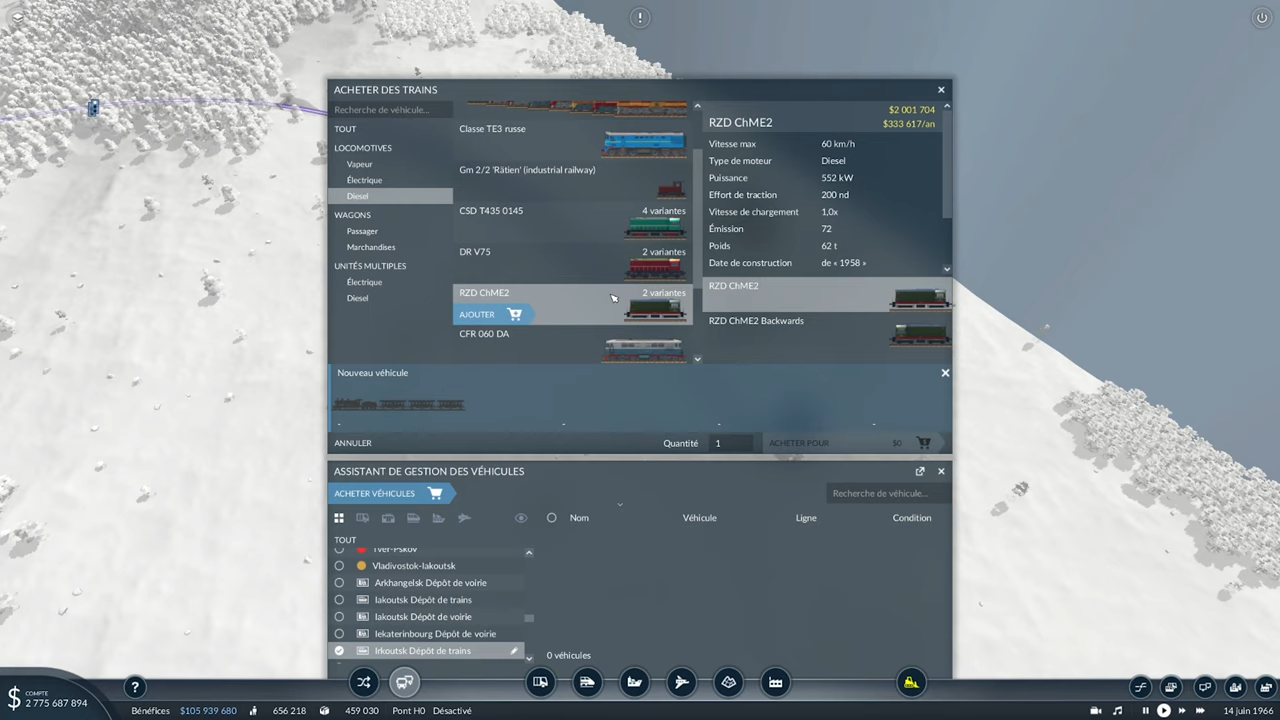 ACHETER DES TRAINS
Recherche de véhicule...
TOUT
LOCOMOTIVES
Vapeur
Électrique
Diesel
WAGONS
Passager
Marchandises
UNITÉS MULTIPLES
Électrique
Diesel
Classe TE3 russe
Gm 2/2 'Rätien' (industrial railway)
CSD T435 0145 4 variantes
DR V75 2 variantes
RZD ChME2 2 variantes
AJOUTER
CFR 060 DA
$2 001 704
RZD ChME2 $333 617/an
Vitesse max 60 km/h
Type de moteur Diesel
Puissance 552 kW
Effort de traction 200 nd
Vitesse de chargement 1,0x
Émission 72
Poids 62 t
Date de construction de « 1958 »
RZD ChME2
RZD ChME2 Backwards
Nouveau véhicule
- - - -
ANNULER Quantité 1 ACHETER POUR $0
ASSISTANT DE GESTION DES VÉHICULES
ACHETER VÉHICULES Recherche de véhicule...
Nom Véhicule Ligne Condition
TOUT
Tver-Pskov
Vladivostok-Iakoutsk
Arkhangelsk Dépôt de voirie
Iakoutsk Dépôt de trains
Iakoutsk Dépôt de voirie
Iekaterinbourg Dépôt de voirie
Irkoutsk Dépôt de trains
0 véhicules
$ COMPTE
2 775 687 894
?
!
Bénéfices $105 939 680 656 218 459 030 Pont H0 Désactivé 14 juin 1966